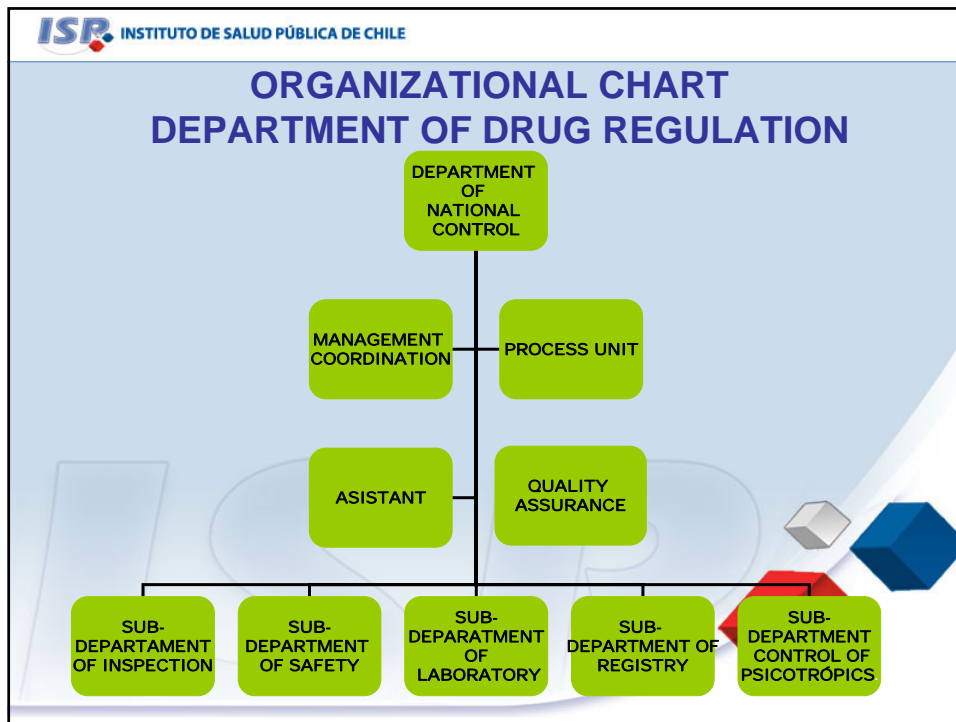 ISP INSTITUTO DE SALUD PÚBLICA DE CHILE
ORGANIZATIONAL CHART
DEPARTMENT OF DRUG REGULATION
DEPARTMENT
OF
NATIONAL
CONTROL
MANAGEMENT
COORDINATION
PROCESS UNIT
ASISTANT
QUALITY
ASSURANCE
SUB-
DEPARTAMENT
OF INSPECTION
SUB-
DEPARTMENT
OF SAFETY
SUB-
DEPARATMENT
OF
LABORATORY
SUB-
DEPARTMENT OF
REGISTRY
SUB-
DEPARTMENT
CONTROL OF
PSICOTRÓPICS.
ISP